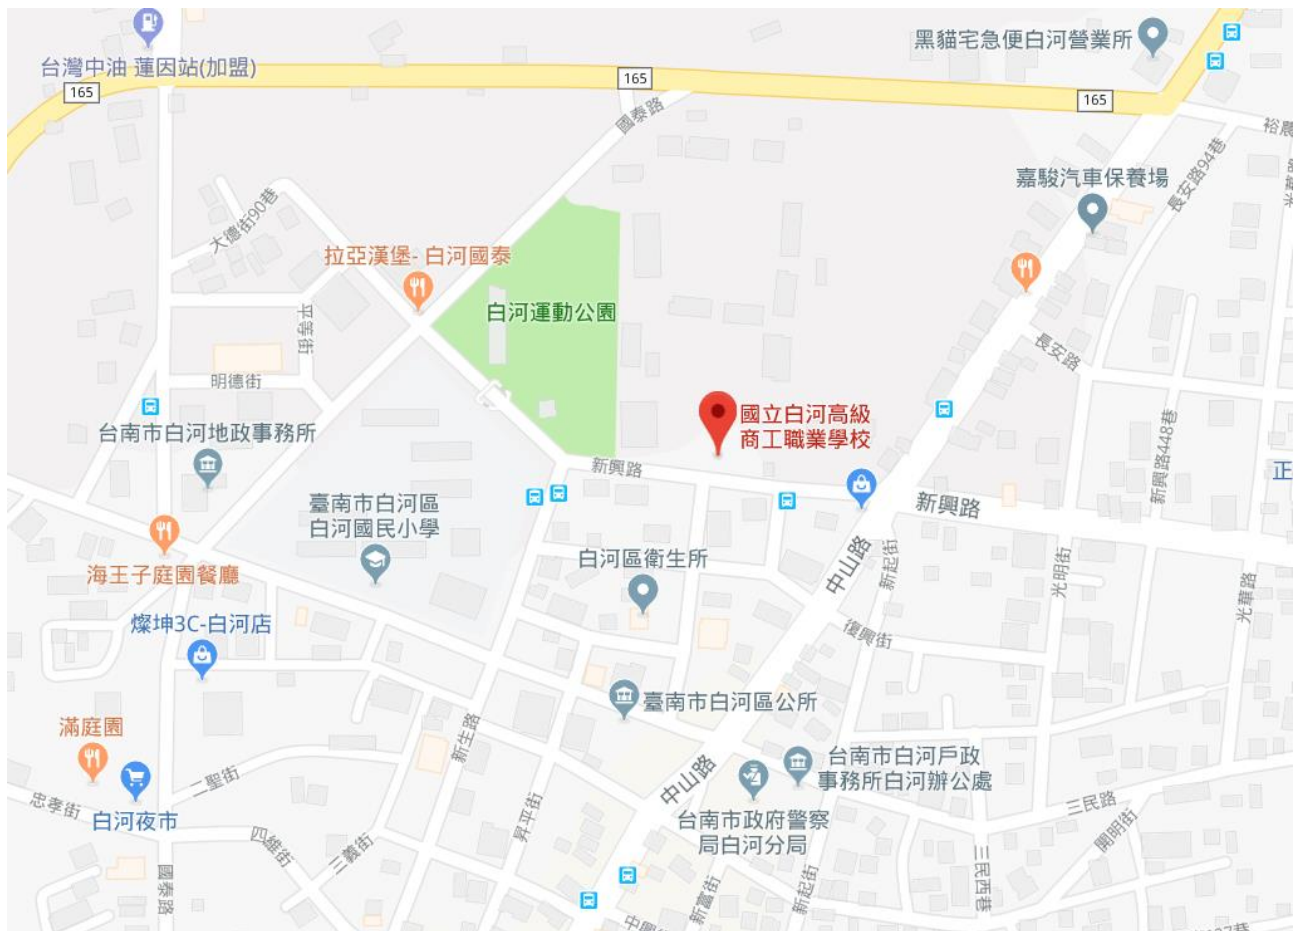 黑貓宅急便白河營業所
台灣中油 蓮因站(加盟)
165
165
165
國泰路
裕農
長安路94巷
嘉駿汽車保養場
大德街90巷
拉亞漢堡- 白河國泰
白河運動公園
平等街
長安路
明德街
國立白河高級
商工職業學校
新興路448巷
台南市白河地政事務所
新興路
正
新興路
臺南市白河區
白河國民小學
白河區衛生所
中山路
新起街
光明街
光華路
海王子庭園餐廳
燦坤3C-白河店
復興街
臺南市白河區公所
滿庭園
新生路
台南市白河戶政
事務所白河辦公處
中山路
二聖街
忠孝街
三民路
白河夜市
昇平街
台南市政府警察
局白河分局
開明街
四維街
三義街
國泰路
三民西巷
新富街
新起街
中興